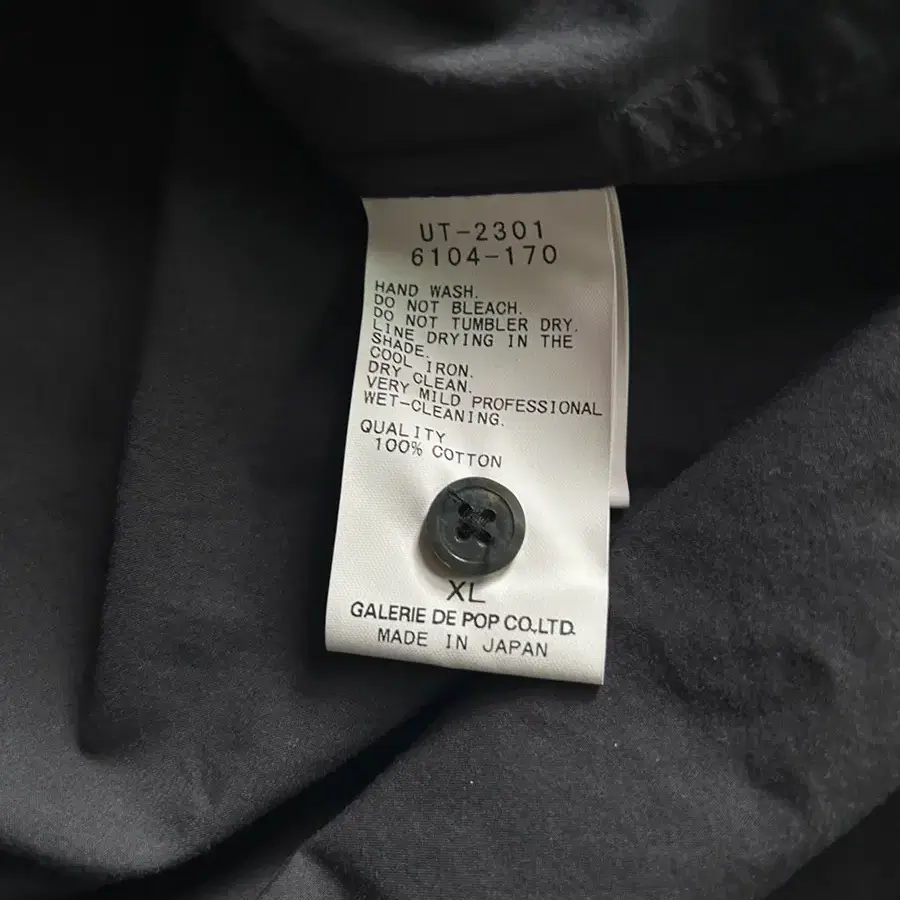 UT-2301
6104-170
HAND WASH.
DO NOT BLEACH.
DO NOT TUMBLER DRY.
LINE DRYING IN THE
SHADE.
COOL IRON.
DRY CLEAN.
VERY MILD PROFESSIONAL
WET-CLEANING.
QUALITY
100% COTTON
XL
GALERIE DE POP CO.,LTD.
MADE IN JAPAN